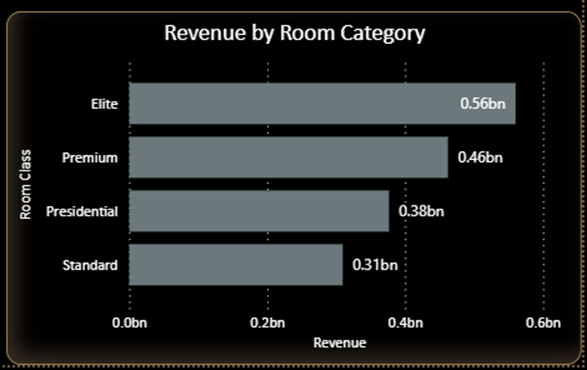 Revenue by Room Category
Room Class
Elite 0.56bn
Premium 0.46bn
Presidential 0.38bn
Standard 0.31bn
0.0bn 0.2bn 0.4bn 0.6bn
Revenue